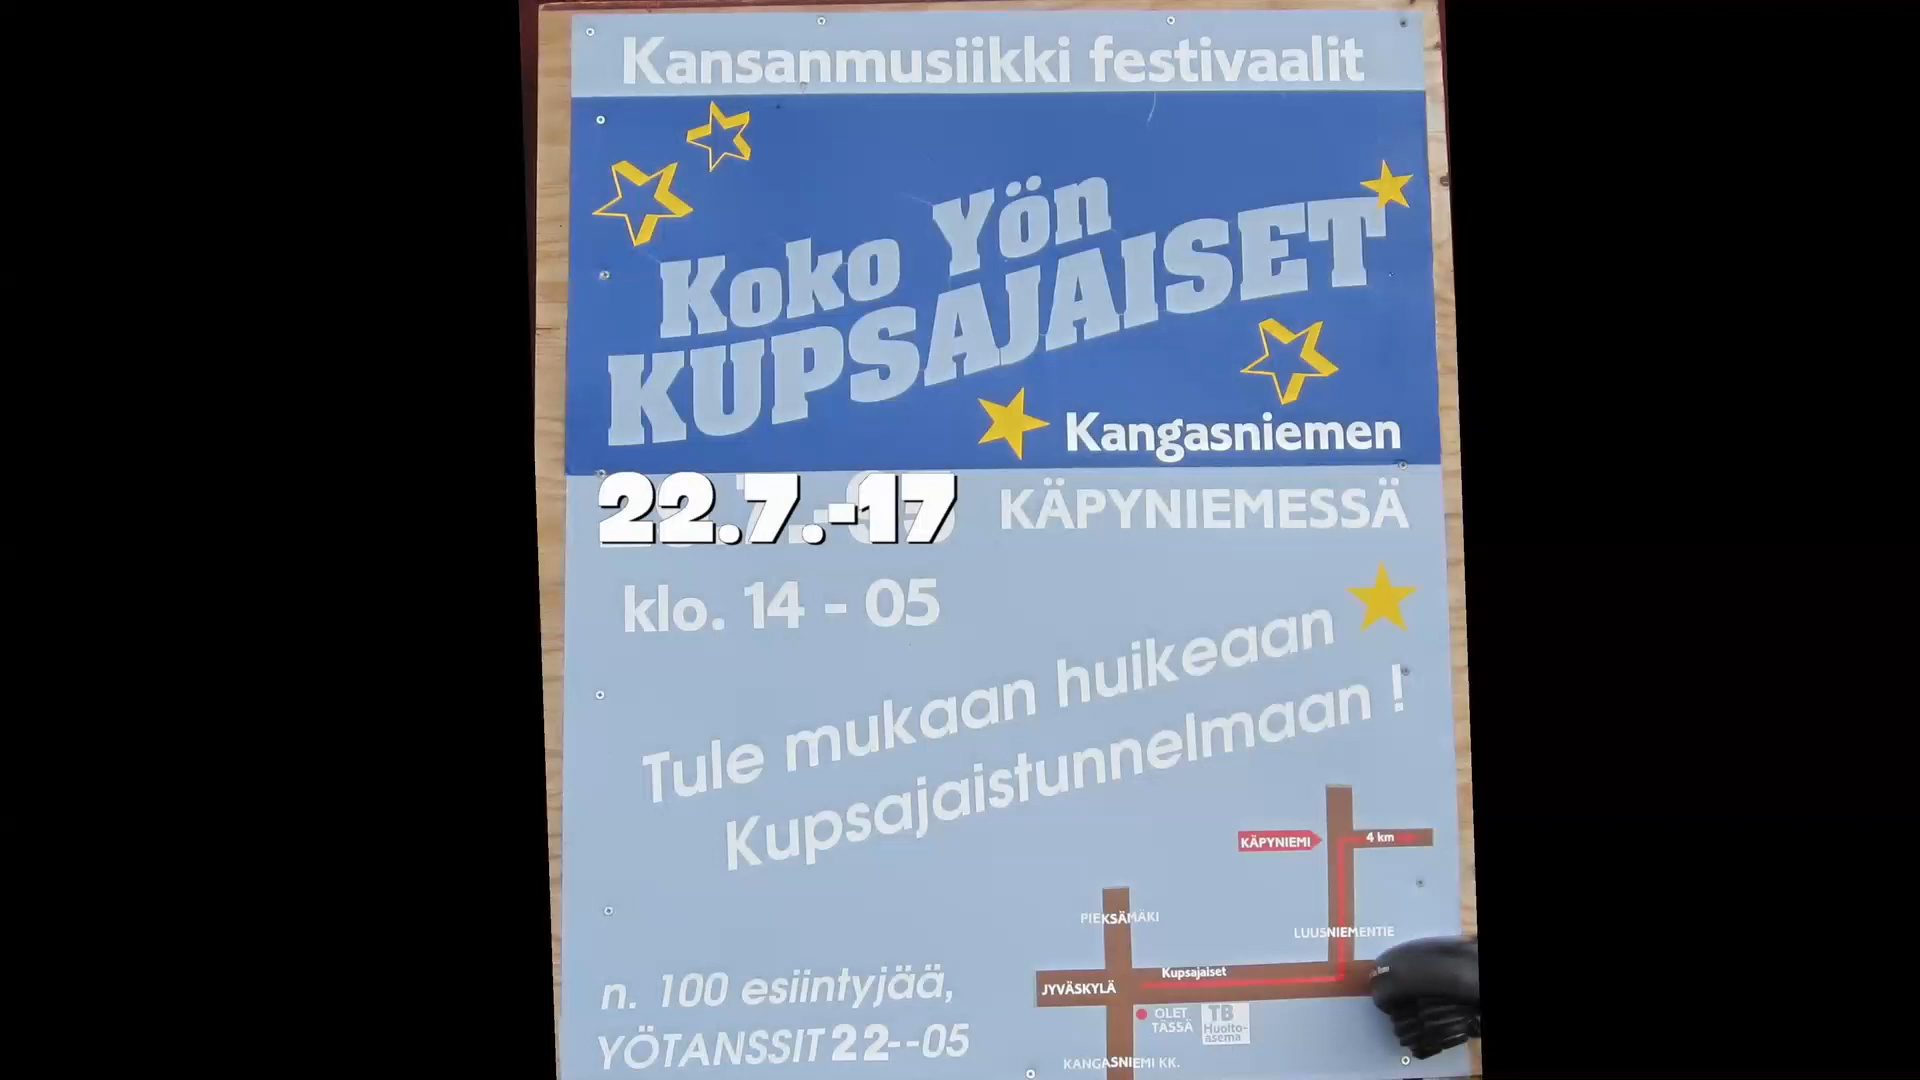 Kansanmusiikki festivaalit
Koko Yön
KUPSAJAISET
Kangasniemen
22.7.-17 KÄPYNIEMESSÄ
klo. 14 - 05
Tule mukaan huikeaan
Kupsajaistunnelmaan !
KÄPYNIEMI
4 km
PIEKSÄMÄKI
LUUSNIEMENTIE
Kupsajaiset
JYVÄSKYLÄ
OLET
TÄSSÄ
TB
Huolto-
asema
KANGASNIEMI KK.
n. 100 esiintyjää,
YÖTANSSIT 22--05